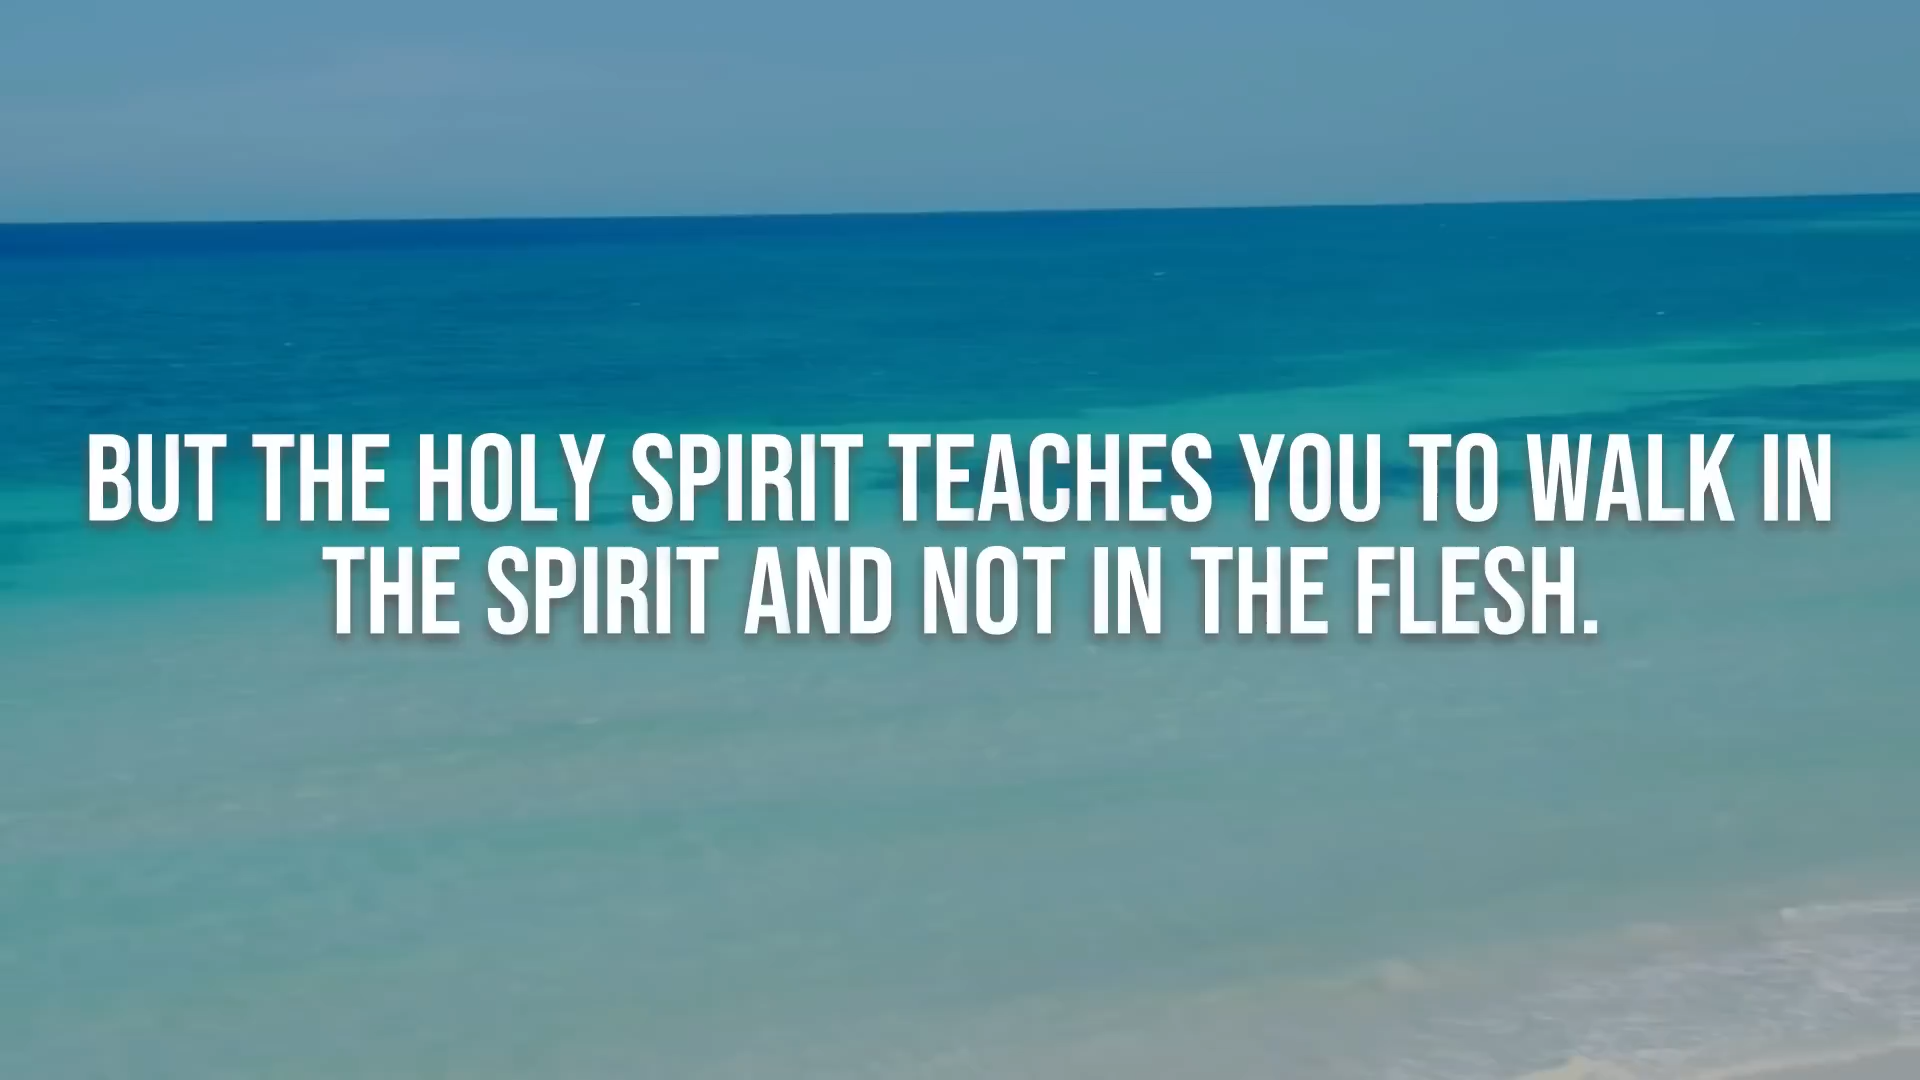 BUT THE HOLY SPIRIT TEACHES YOU TO WALK IN
THE SPIRIT AND NOT IN THE FLESH.